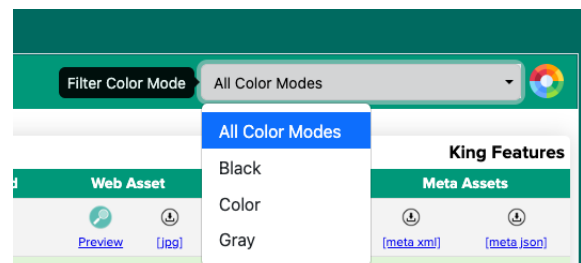 Filter Color Mode
All Color Modes
All Color Modes
Black
Color
Gray
King Features
Web Asset
Meta Assets
Preview
[jpg]
[meta xml]
[meta json]